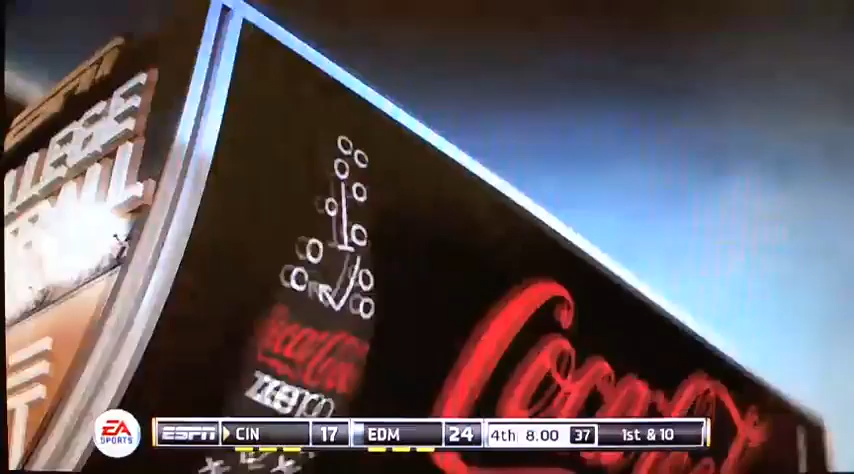 ESPN
COLLEGE
FOOTBALL
Coca-Cola
zero
Coca-Cola
EA
SPORTS
ESPN CIN 17 EDM 24 4th 8.00 37 1st & 10